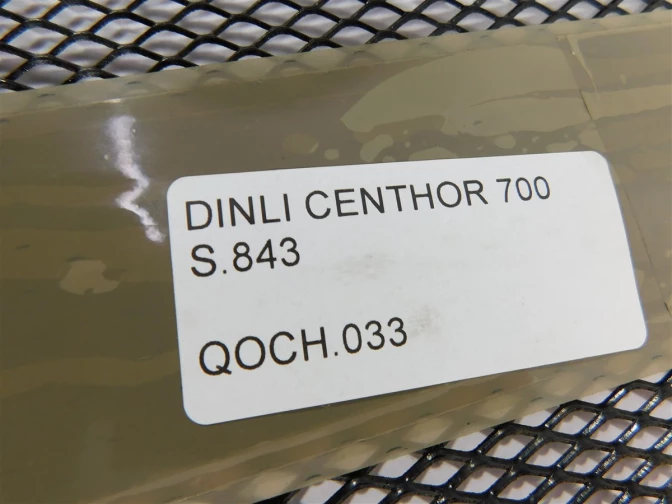 DINLI CENTHOR 700
S.843
QOCH.033